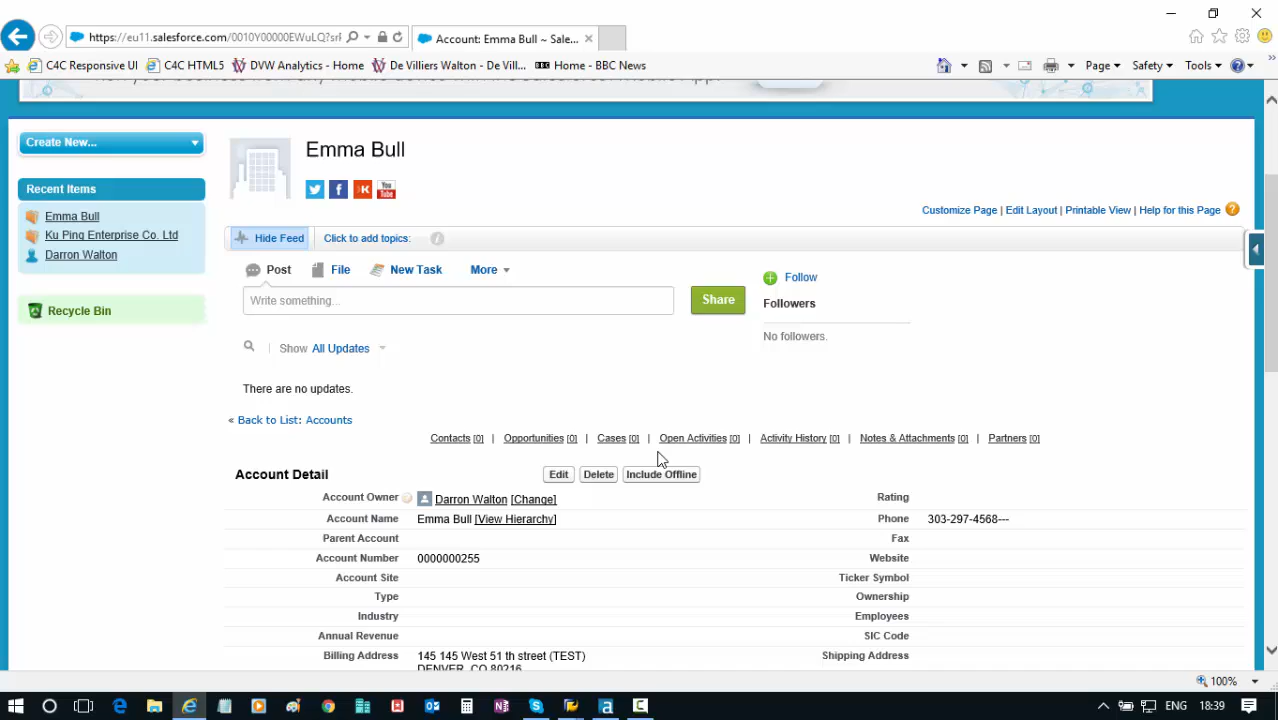 https://eu11.salesforce.com/0010Y00000EWuLQ?sr
Account: Emma Bull ~ Sale...
C4C Responsive UI
C4C HTML5
DVW Analytics - Home
De Villiers Walton - De Vill...
BBC
Home - BBC News
Page
Safety
Tools
Create New...
Recent Items
Emma Bull
Ku Ping Enterprise Co. Ltd
Darron Walton
Recycle Bin
Emma Bull
You Tube
Customize Page | Edit Layout | Printable View | Help for this Page
Hide Feed
Click to add topics:
Post
File
New Task
More
Write something...
Share
Follow
Followers
No followers.
Show All Updates
There are no updates.
« Back to List: Accounts
Contacts [0] | Opportunities [0] | Cases [0] | Open Activities [0] | Activity History [0] | Notes & Attachments [0] | Partners [0]
Account Detail
Edit
Delete
Include Offline
Account Owner Darron Walton [Change]
Rating
Account Name Emma Bull [View Hierarchy]
Phone 303-297-4568---
Parent Account
Fax
Account Number 0000000255
Website
Account Site
Ticker Symbol
Type
Ownership
Industry
Employees
Annual Revenue
SIC Code
Billing Address 145 145 West 51 th street (TEST)
Shipping Address
DENVER, CO 80216
100%
ENG
18:39